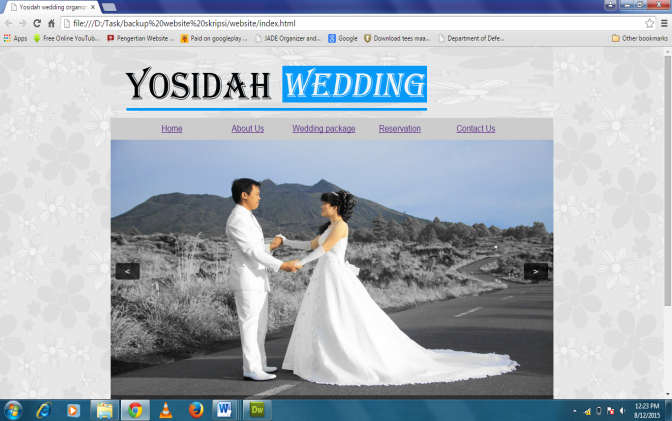 Yosidah wedding organiz
file:///D:/Task/backup%20website%20skripsi/website/index.html
Apps Free Online YouTub... Pengertian Website ... Paid on googleplay ... JADE Organizer and... Google Download tees maa... Department of Defe... Other bookmarks
YOSIDAH WEDDING
Home About Us Wedding package Reservation Contact Us
< >
W Dw
12:23 PM
8/12/2015